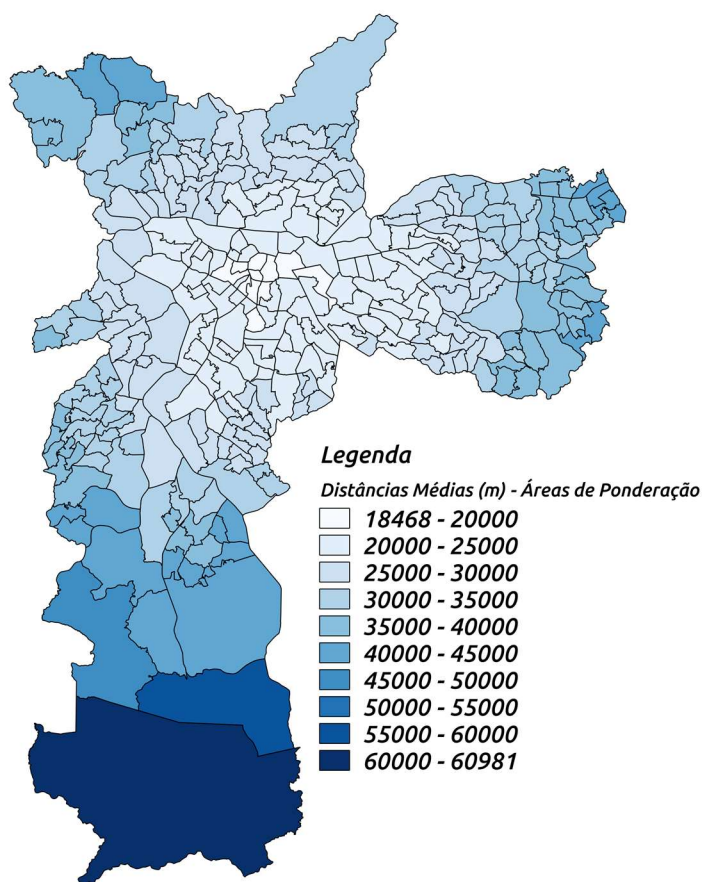 Legenda
Distâncias Médias (m) - Áreas de Ponderação
18468 - 20000
20000 - 25000
25000 - 30000
30000 - 35000
35000 - 40000
40000 - 45000
45000 - 50000
50000 - 55000
55000 - 60000
60000 - 60981